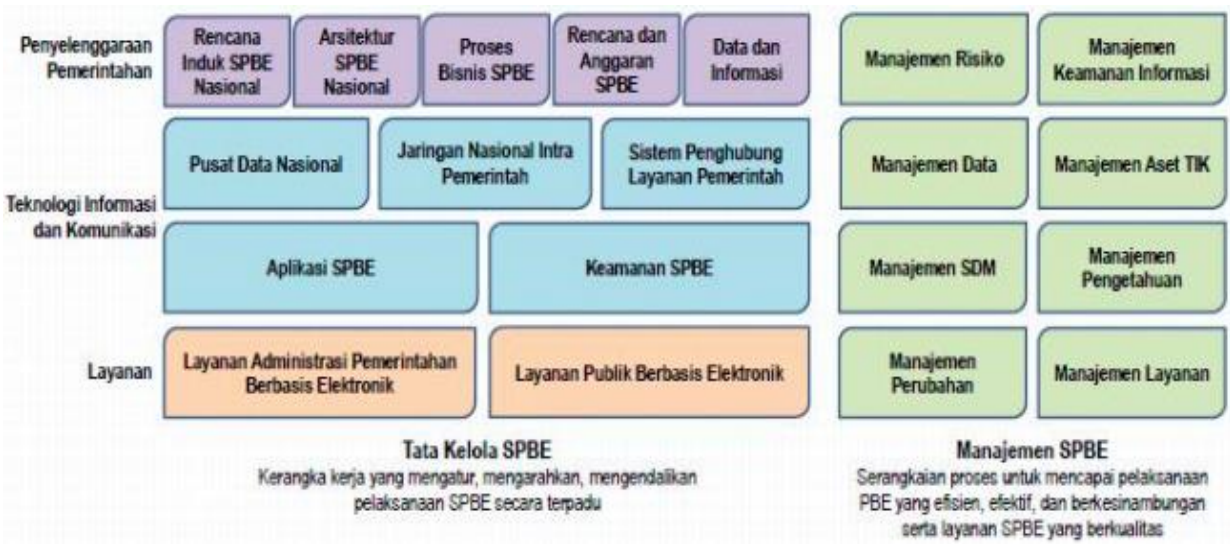 Penyelenggaraan
Pemerintahan
Rencana
Induk SPBE
Nasional
Arsitektur
SPBE
Nasional
Proses
Bisnis SPBE
Rencana dan
Anggaran
SPBE
Data dan
Informasi
Manajemen Risiko
Manajemen
Keamanan Informasi
Teknologi Informasi
dan Komunikasi
Pusat Data Nasional
Jaringan Nasional Intra
Pemerintah
Sistem Penghubung
Layanan Pemerintah
Manajemen Data
Manajemen Aset TIK
Aplikasi SPBE
Keamanan SPBE
Manajemen SDM
Manajemen
Pengetahuan
Layanan
Layanan Administrasi Pemerintahan
Berbasis Elektronik
Layanan Publik Berbasis Elektronik
Manajemen
Perubahan
Manajemen Layanan
Tata Kelola SPBE
Kerangka kerja yang mengatur, mengarahkan, mengendalikan
pelaksanaan SPBE secara terpadu
Manajemen SPBE
Serangkaian proses untuk mencapai pelaksanaan
PBE yang efisien, efektif, dan berkesinambungan
serta layanan SPBE yang berkualitas